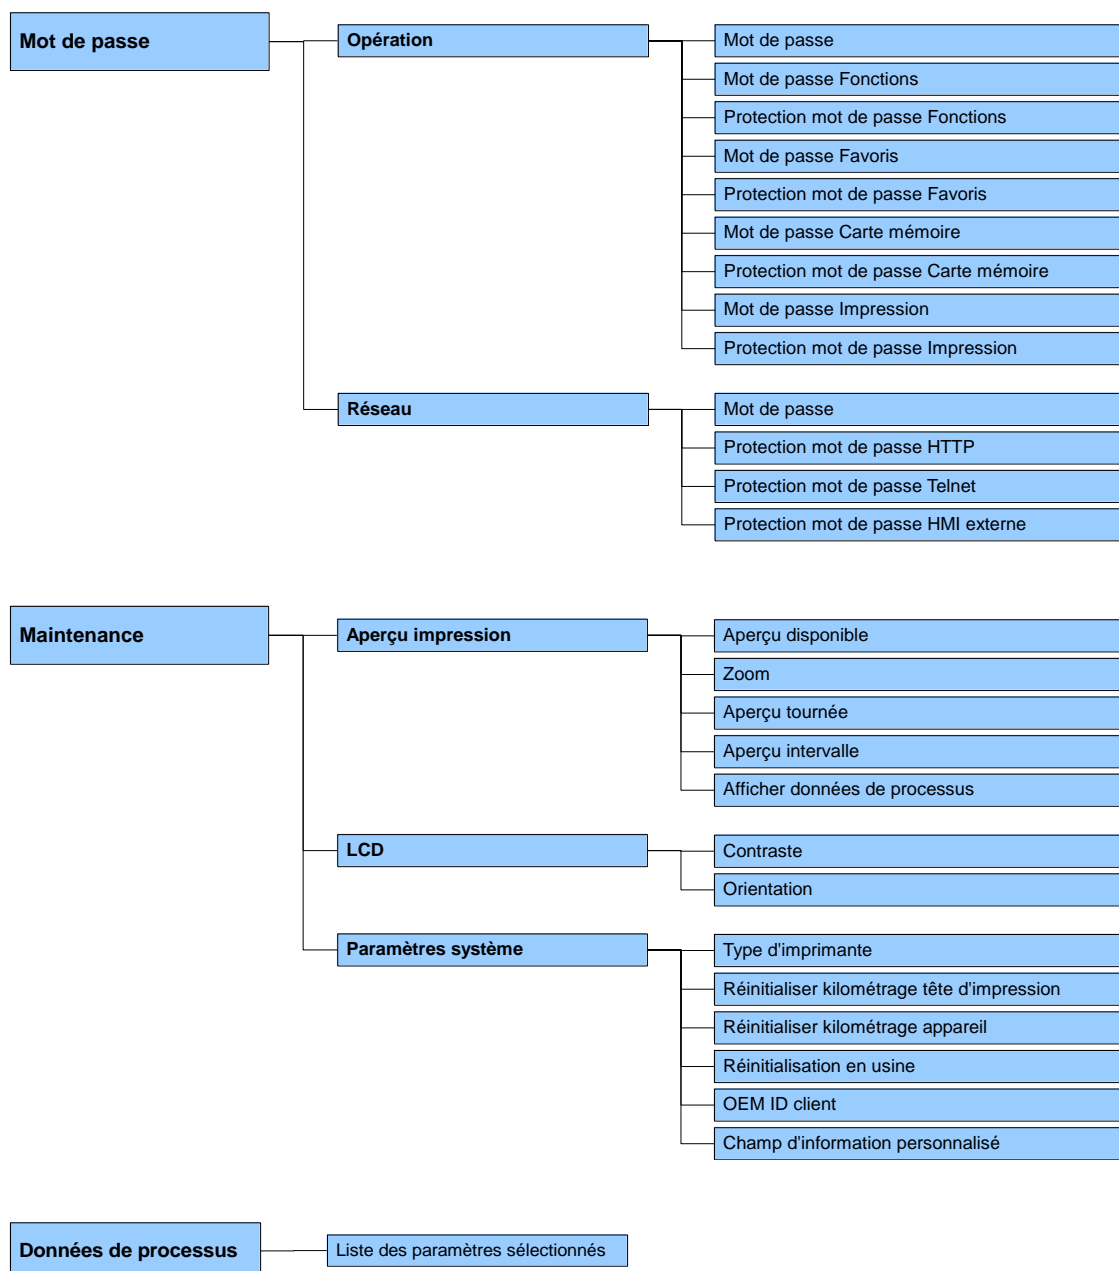 Mot de passe
Opération
Mot de passe
Mot de passe Fonctions
Protection mot de passe Fonctions
Mot de passe Favoris
Protection mot de passe Favoris
Mot de passe Carte mémoire
Protection mot de passe Carte mémoire
Mot de passe Impression
Protection mot de passe Impression
Réseau
Mot de passe
Protection mot de passe HTTP
Protection mot de passe Telnet
Protection mot de passe HMI externe
Maintenance
Aperçu impression
Aperçu disponible
Zoom
Aperçu tournée
Aperçu intervalle
Afficher données de processus
LCD
Contraste
Orientation
Paramètres système
Type d'imprimante
Réinitialiser kilométrage tête d'impression
Réinitialiser kilométrage appareil
Réinitialisation en usine
OEM ID client
Champ d'information personnalisé
Données de processus
Liste des paramètres sélectionnés